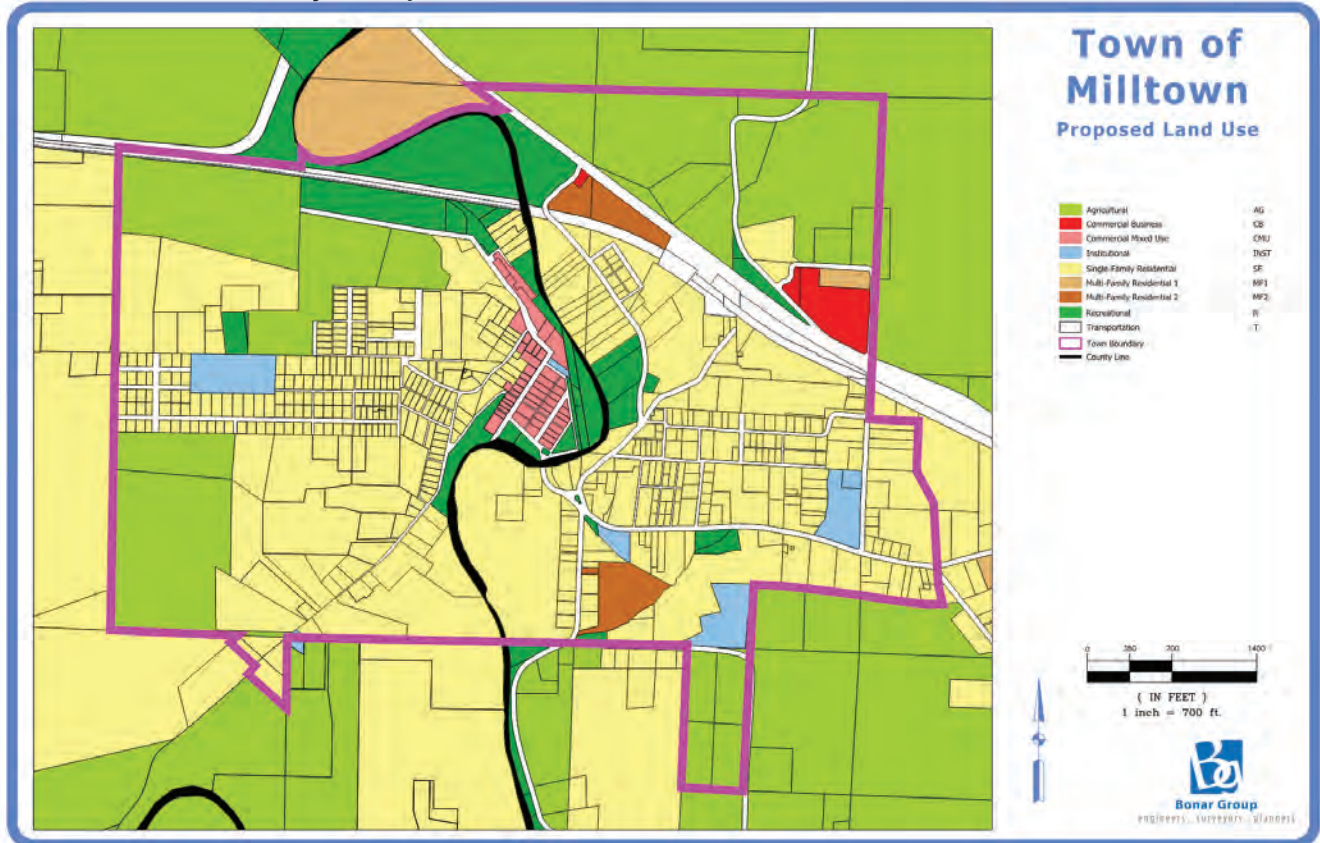 Town of
Milltown
Proposed Land Use
Agricultural AG
Commercial Business CB
Commercial Mixed Use CMU
Institutional INST
Single-Family Residential SF
Multi-Family Residential 1 MF1
Multi-Family Residential 2 MF2
Recreational R
Transportation T
Town Boundary
County Line
0 350 700 1400
( IN FEET )
1 inch = 700 ft.
Bonar Group
engineers surveyors planners